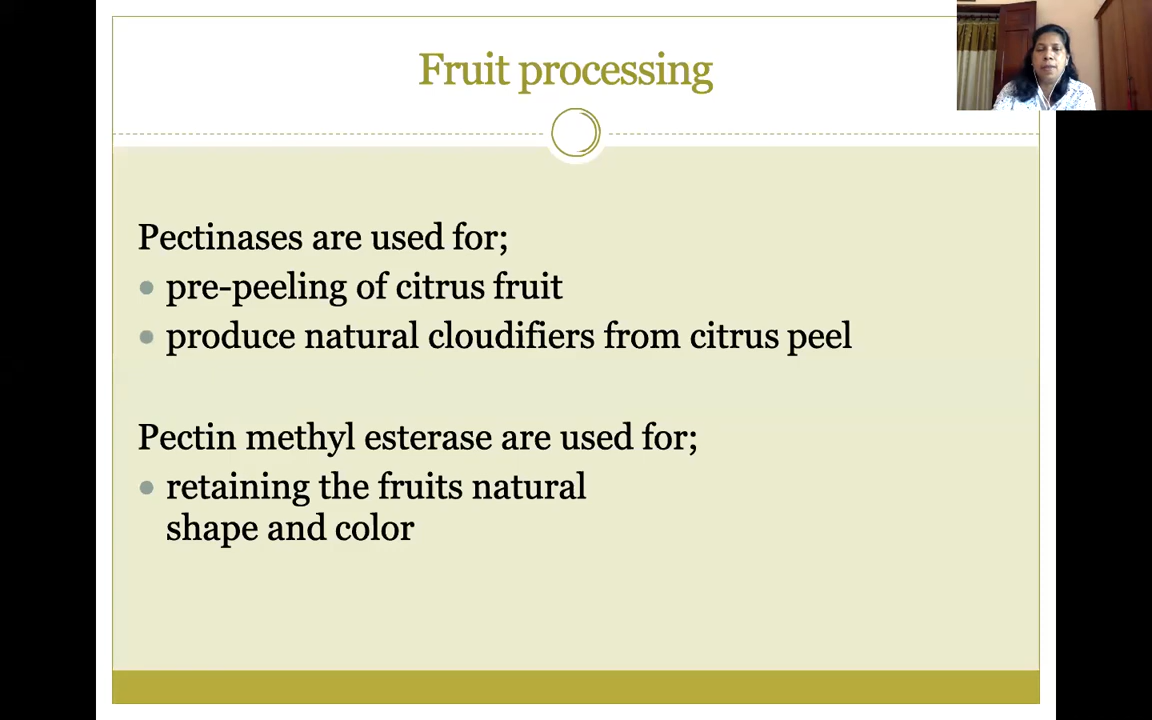 Fruit processing
Pectinases are used for;
pre-peeling of citrus fruit
produce natural cloudifiers from citrus peel
Pectin methyl esterase are used for;
retaining the fruits natural
shape and color